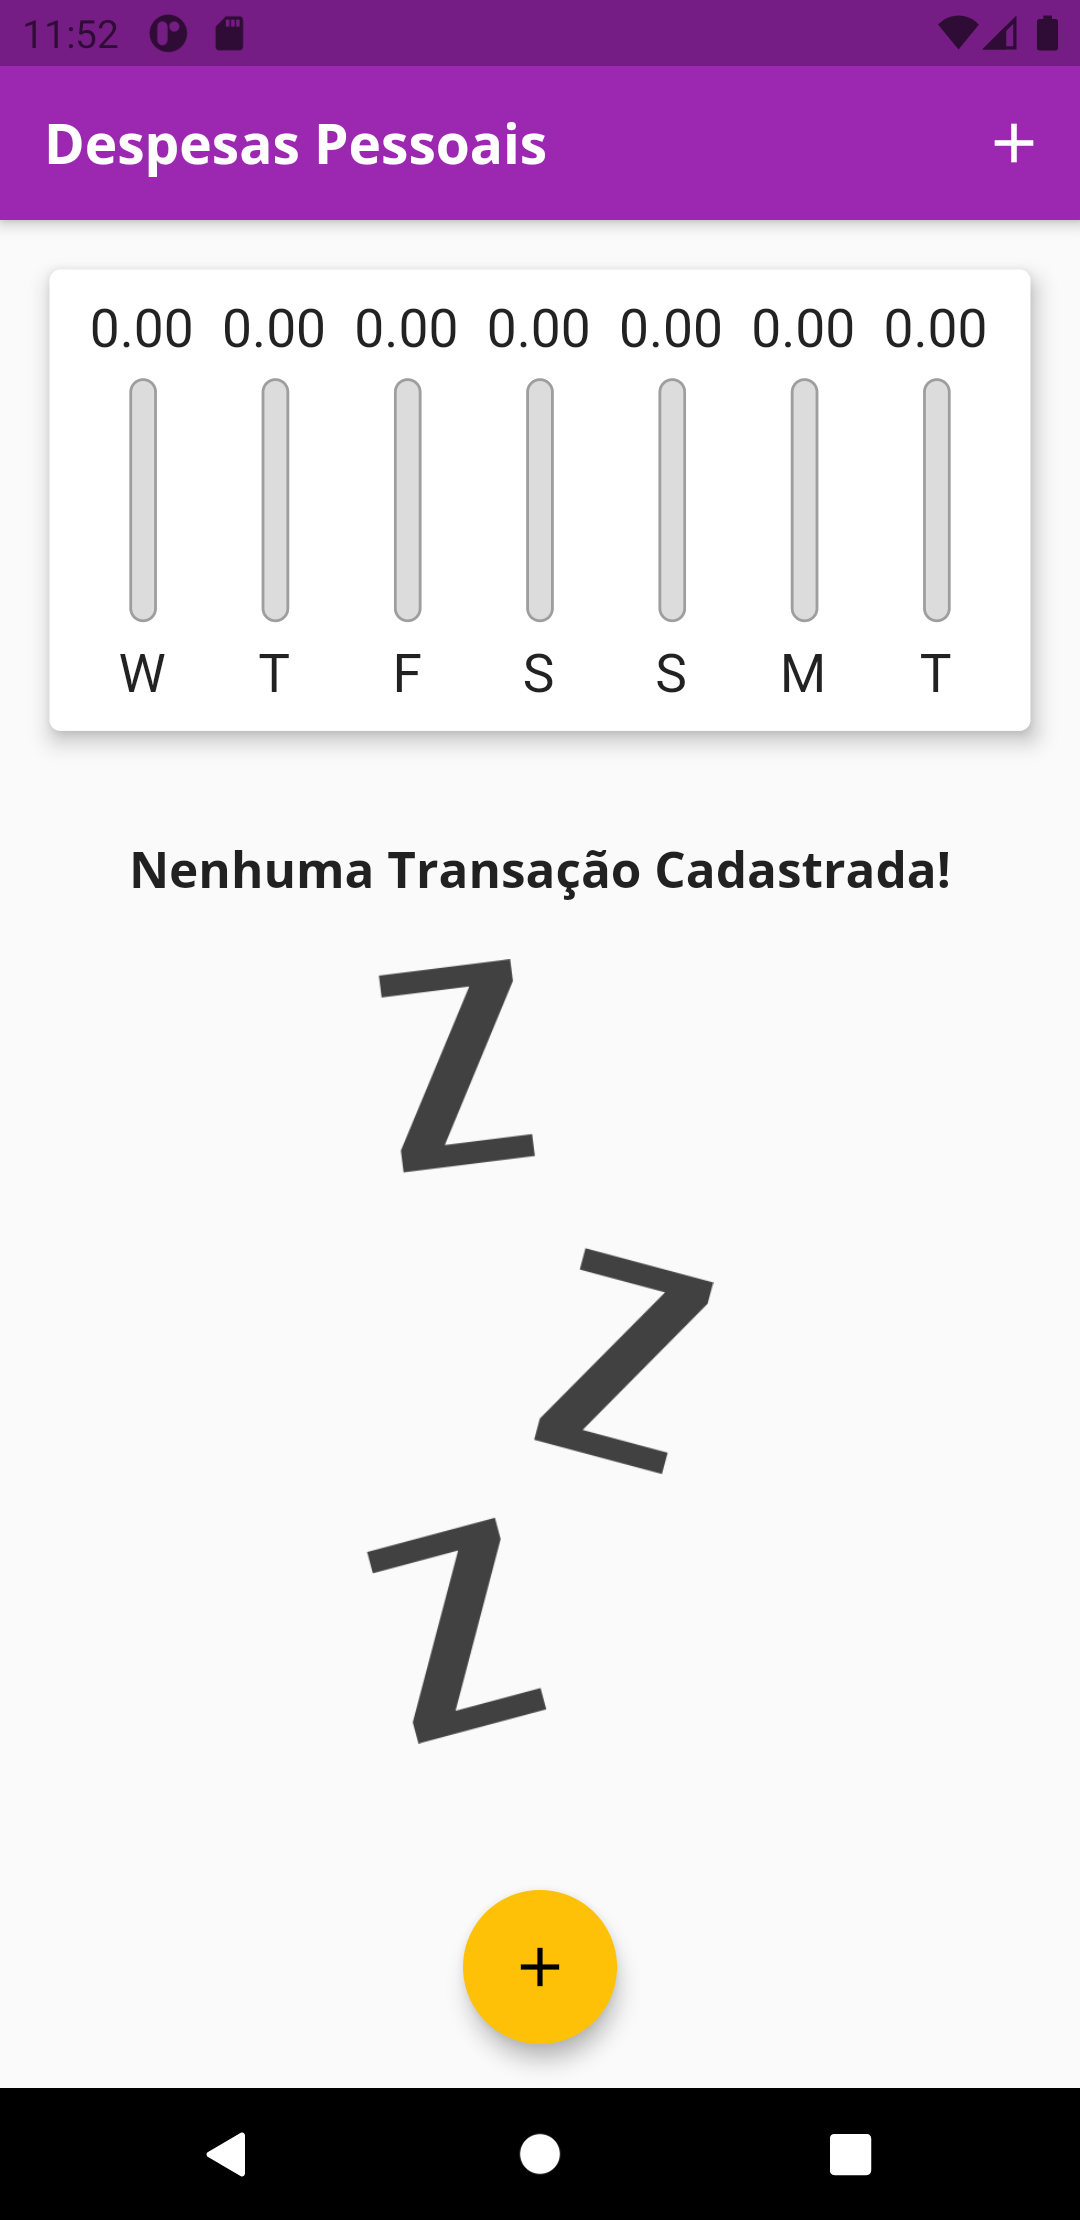 11:52
Despesas Pessoais
0.00 0.00 0.00 0.00 0.00 0.00 0.00
W T F S S M T
Nenhuma Transação Cadastrada!
Z
Z
Z